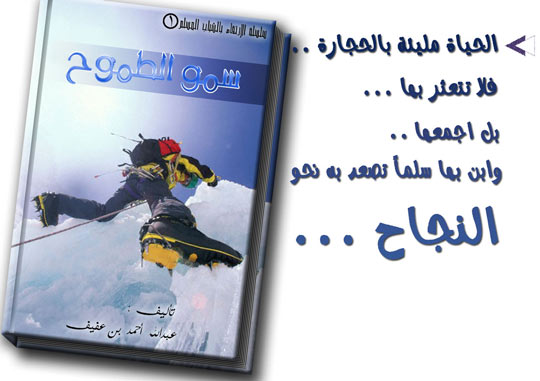 سلسلة الارتقاء بالشباب المسلم (١)
سمو الطموح
تأليف :
عبدالله أحمد بن عفيف
الحياة مليئة بالحجارة ..
فلا تتعثر بها ...
بل اجمعها ..
وابن بها سلماً تصعد به نحو
النجاح ...